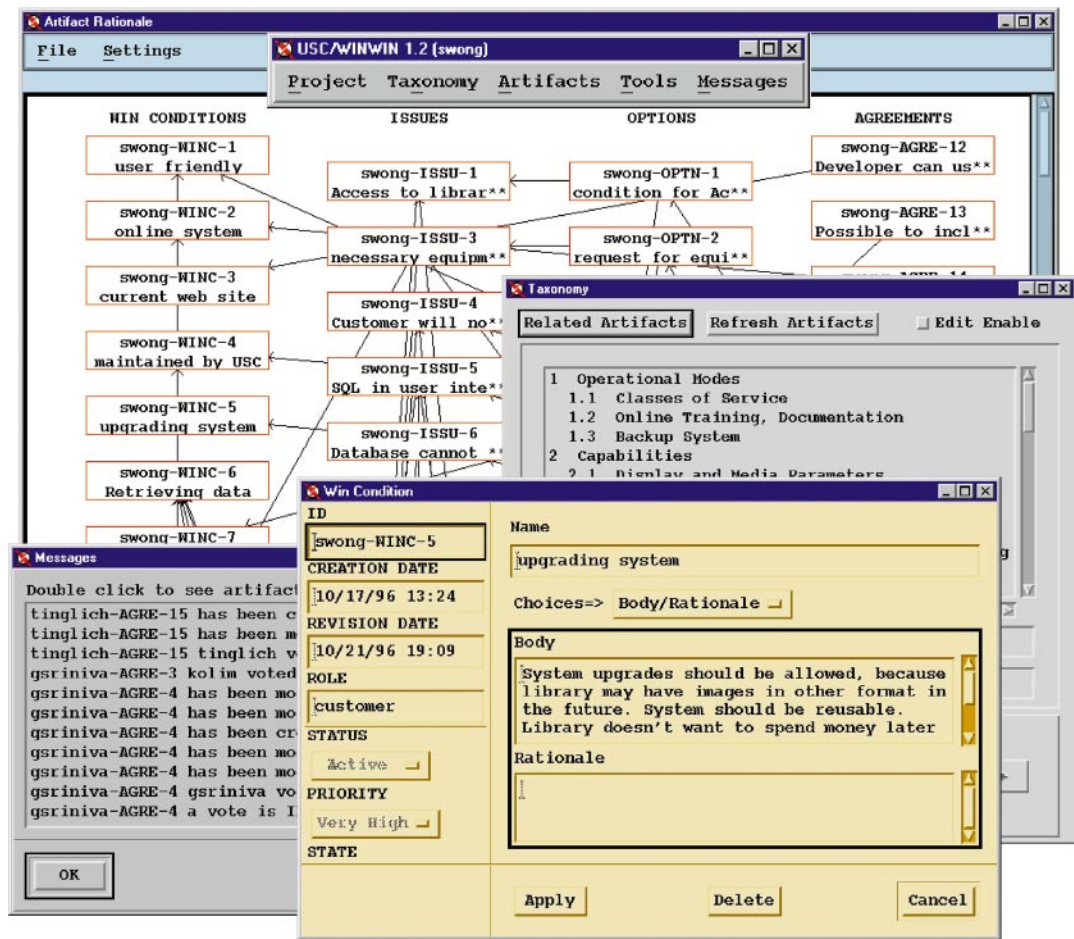 Artifact Rationale
File Settings
USC/WINWIN 1.2 (swong)
Project Taxonomy Artifacts Tools Messages
WIN CONDITIONS ISSUES OPTIONS AGREEMENTS
swong-WINC-1
user friendly
swong-WINC-2
online system
swong-WINC-3
current web site
swong-WINC-4
maintained by USC
swong-WINC-5
upgrading system
swong-WINC-6
Retrieving data
swong-WINC-7
swong-ISSU-1
Access to librar**
swong-ISSU-3
necessary equipm**
swong-ISSU-4
Customer will no**
swong-ISSU-5
SQL in user inte**
swong-ISSU-6
Database cannot **
swong-OPTN-1
condition for Ac**
swong-OPTN-2
request for equi**
swong-AGRE-12
Developer can us**
swong-AGRE-13
Possible to incl**
swong-AGRE-14
Taxonomy
Related Artifacts Refresh Artifacts Edit Enable
1 Operational Modes
1.1 Classes of Service
1.2 Online Training, Documentation
1.3 Backup System
2 Capabilities
2.1 Display and Media Parameters
g
Messages
Double click to see artifact
tinglich-AGRE-15 has been c
tinglich-AGRE-15 has been m
tinglich-AGRE-15 tinglich v
gsriniva-AGRE-3 kolim voted
gsriniva-AGRE-4 has been mo
gsriniva-AGRE-4 has been mo
gsriniva-AGRE-4 has been cr
gsriniva-AGRE-4 has been mo
gsriniva-AGRE-4 has been mo
gsriniva-AGRE-4 gsriniva vo
gsriniva-AGRE-4 a vote is I
OK
Win Condition
ID
swong-WINC-5
CREATION DATE
10/17/96 13:24
REVISION DATE
10/21/96 19:09
ROLE
customer
STATUS
Active
PRIORITY
Very High
STATE
Name
upgrading system
Choices=> Body/Rationale
Body
System upgrades should be allowed, because
library may have images in other format in
the future. System should be reusable.
Library doesn't want to spend money later
Rationale
Apply Delete Cancel